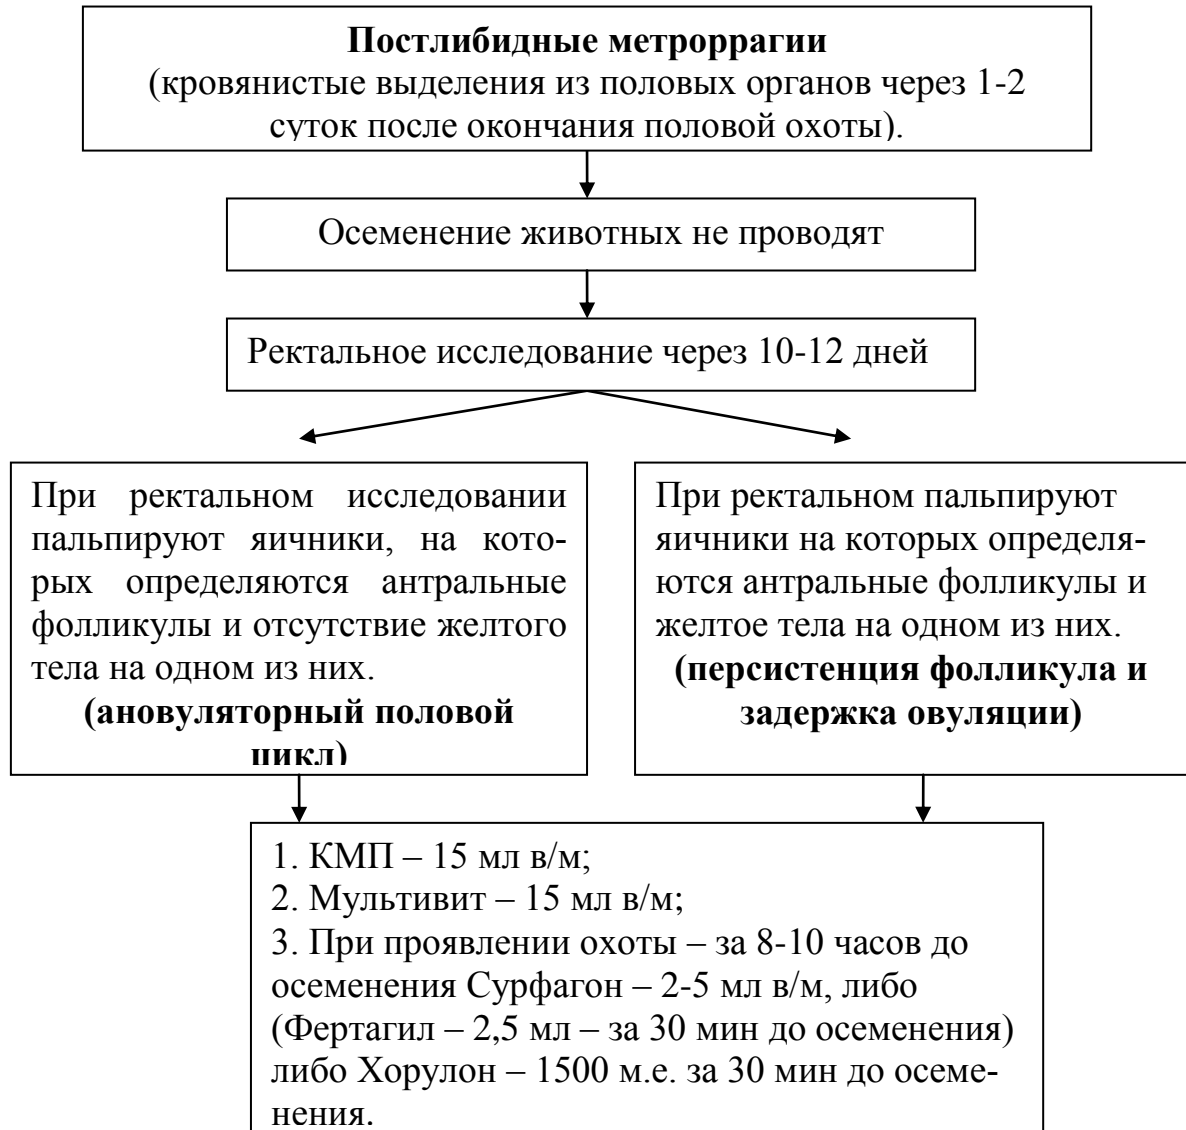 Постлибидные метроррагии
(кровянистые выделения из половых органов через 1-2
суток после окончания половой охоты).
Осеменение животных не проводят
Ректальное исследование через 10-12 дней
При ректальном исследовании
пальпируют яичники, на кото-
рых определяются антральные
фолликулы и отсутствие желтого
тела на одном из них.
(ановуляторный половой
цикл)
При ректальном пальпируют
яичники на которых определя-
ются антральные фолликулы и
желтое тела на одном из них.
(персистенция фолликула и
задержка овуляции)
1. КМП – 15 мл в/м;
2. Мультивит – 15 мл в/м;
3. При проявлении охоты – за 8-10 часов до
осеменения Сурфагон – 2-5 мл в/м, либо
(Фертагил – 2,5 мл – за 30 мин до осеменения)
либо Хорулон – 1500 м.е. за 30 мин до осеме-
нения.